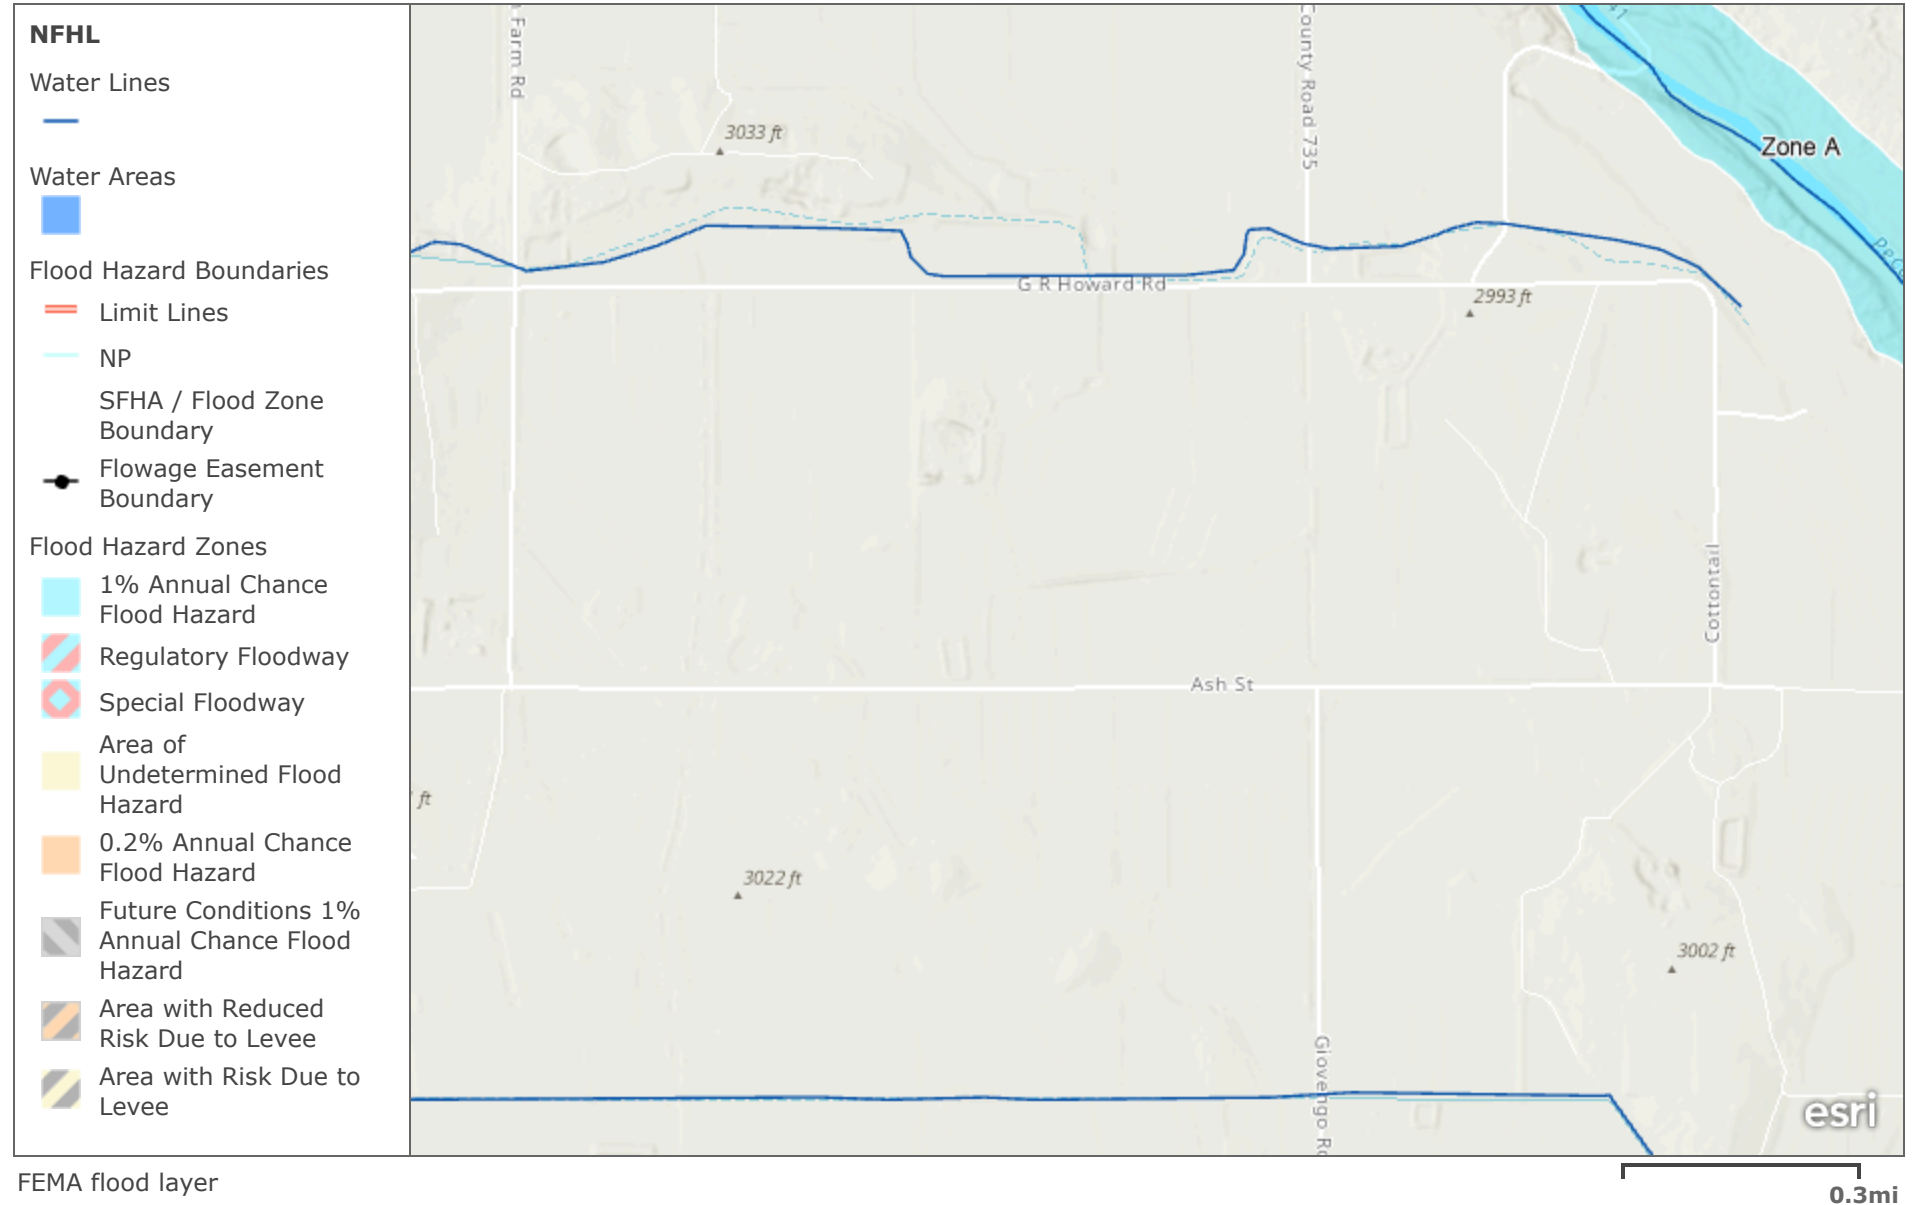 NFHL
Water Lines
Water Areas
Flood Hazard Boundaries
Limit Lines
NP
SFHA / Flood Zone
Boundary
Flowage Easement
Boundary
Flood Hazard Zones
1% Annual Chance
Flood Hazard
Regulatory Floodway
Special Floodway
Area of
Undetermined Flood
Hazard
0.2% Annual Chance
Flood Hazard
Future Conditions 1%
Annual Chance Flood
Hazard
Area with Reduced
Risk Due to Levee
Area with Risk Due to
Levee
Farm Rd
3033 ft
County Road 735
Zone A
G R Howard Rd
2993 ft
Cottontail
Ash St
ft
3022 ft
3002 ft
Giovengo Rd
esri
FEMA flood layer
0.3mi